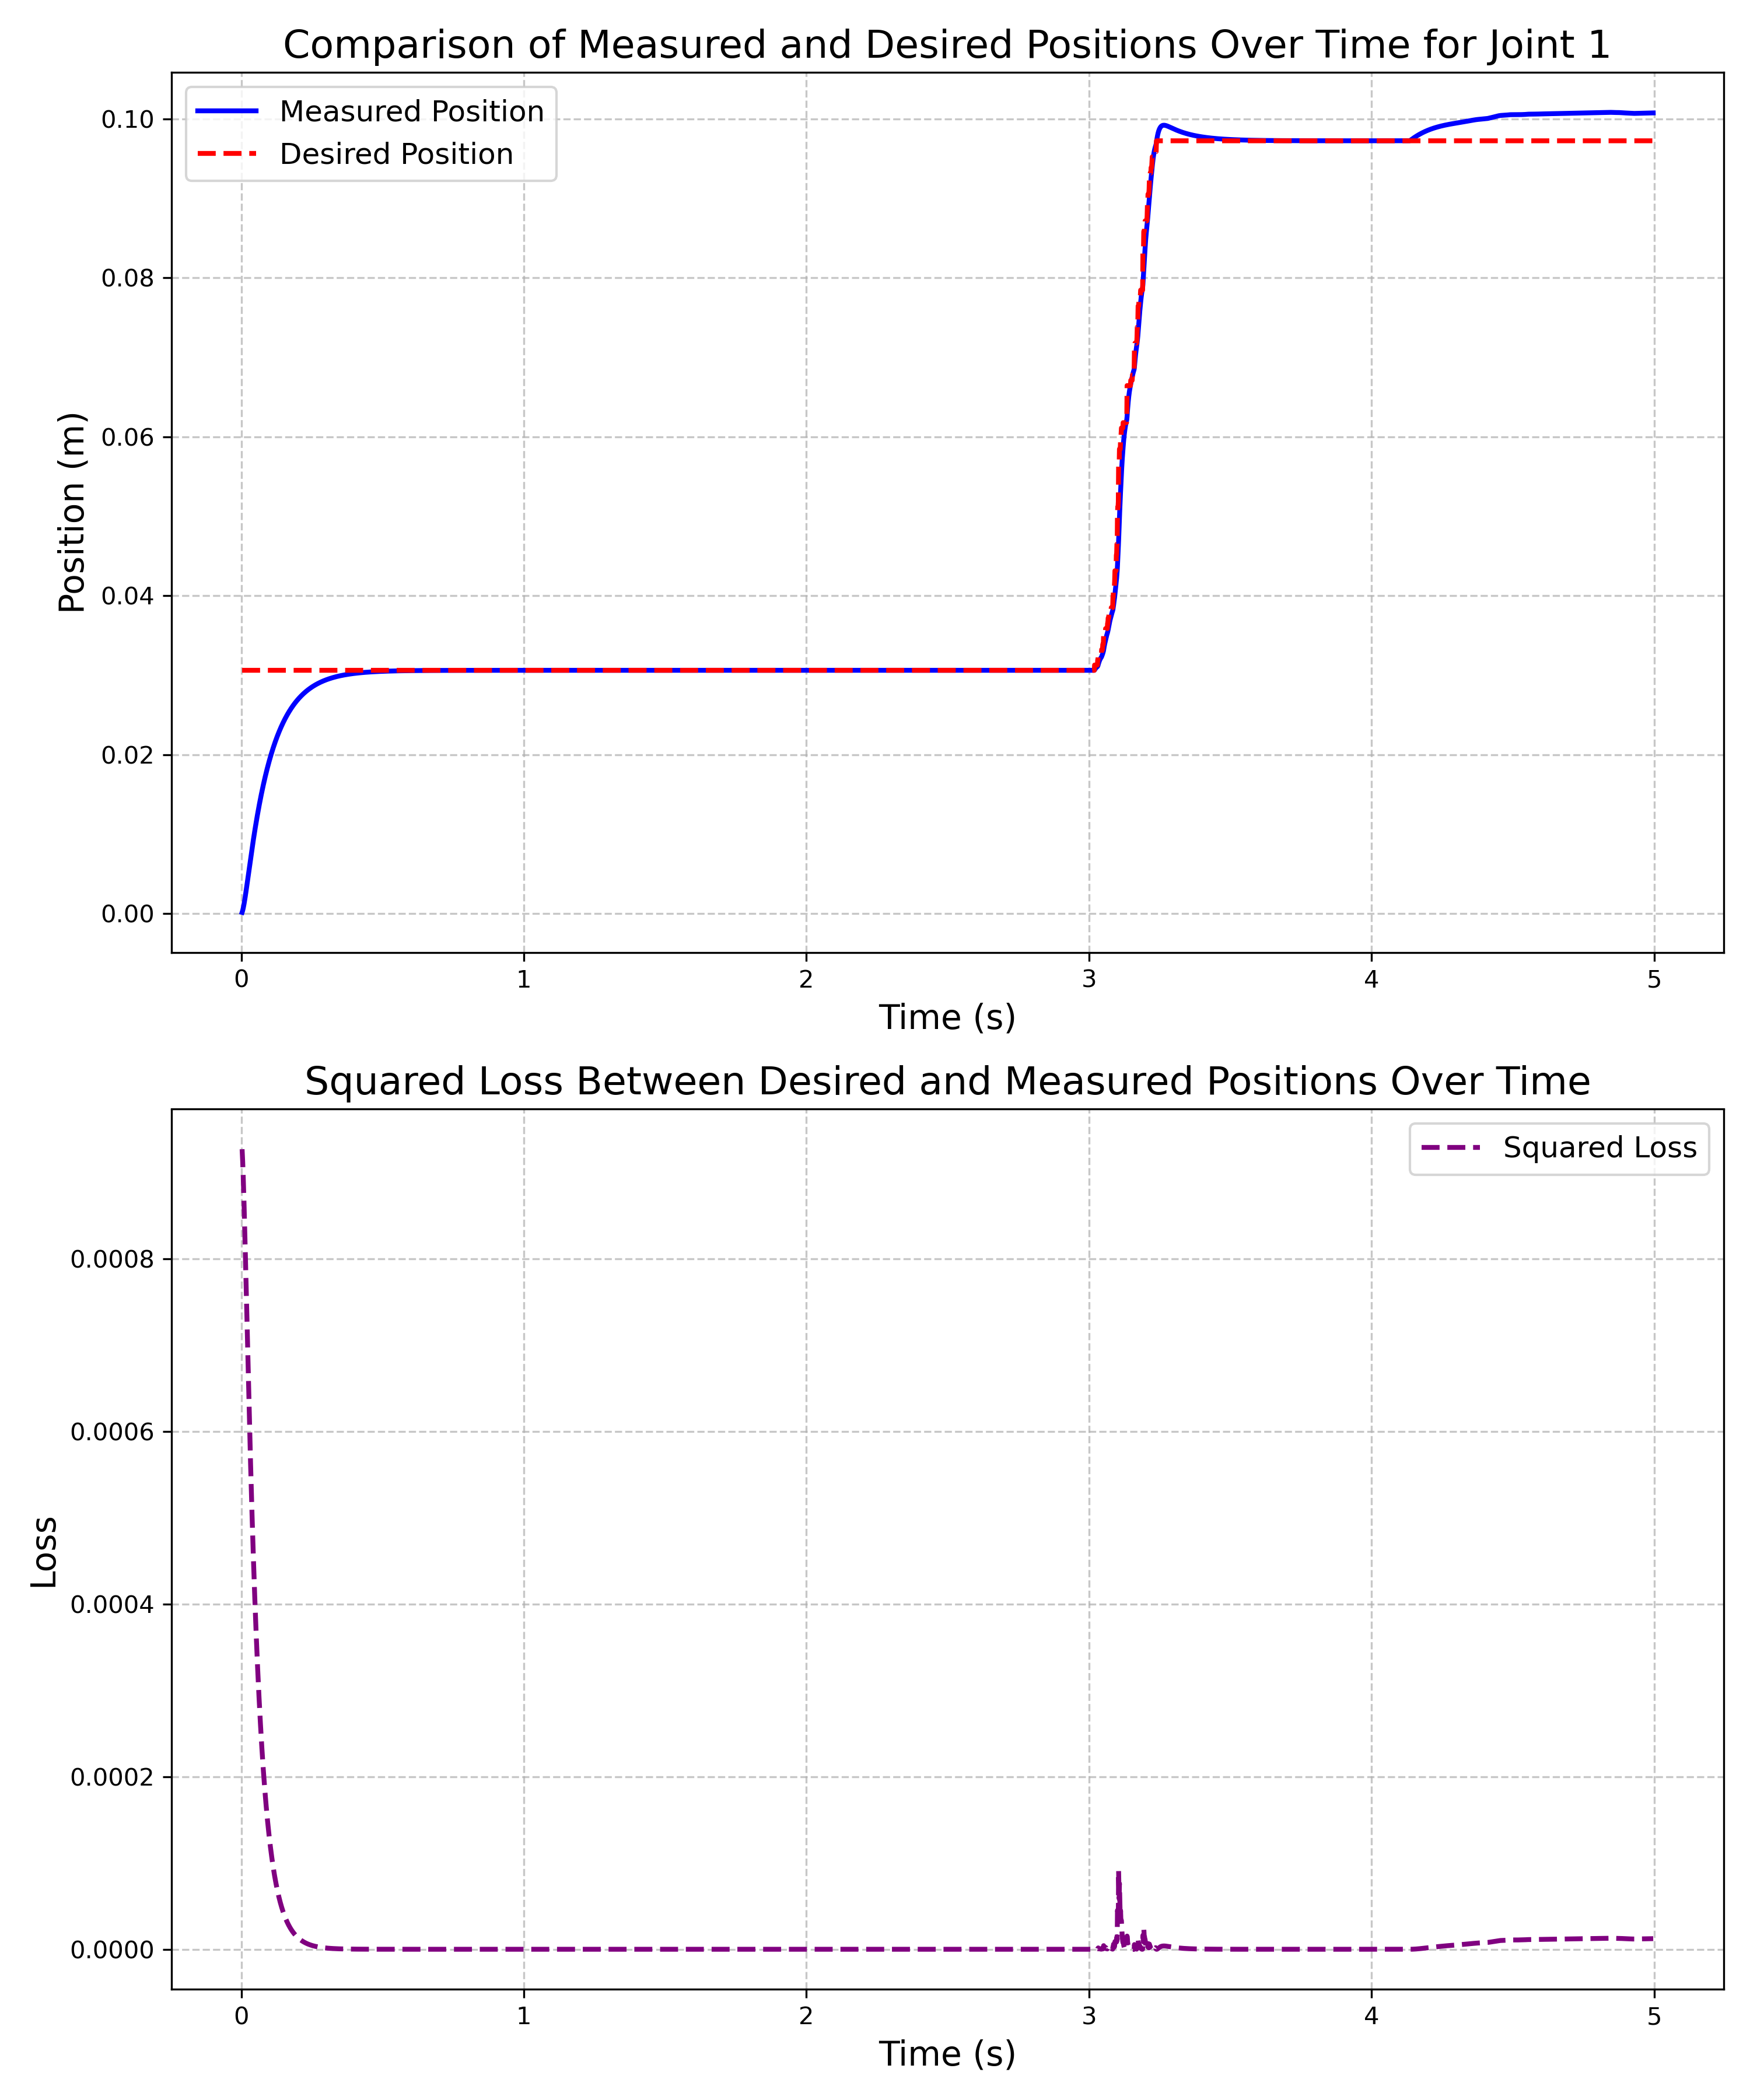 Comparison of Measured and Desired Positions Over Time for Joint 1
Measured Position
Desired Position
Position (m)
0.10
0.08
0.06
0.04
0.02
0.00
0 1 2 3 4 5
Time (s)
Squared Loss Between Desired and Measured Positions Over Time
Squared Loss
Loss
0.0008
0.0006
0.0004
0.0002
0.0000
0 1 2 3 4 5
Time (s)